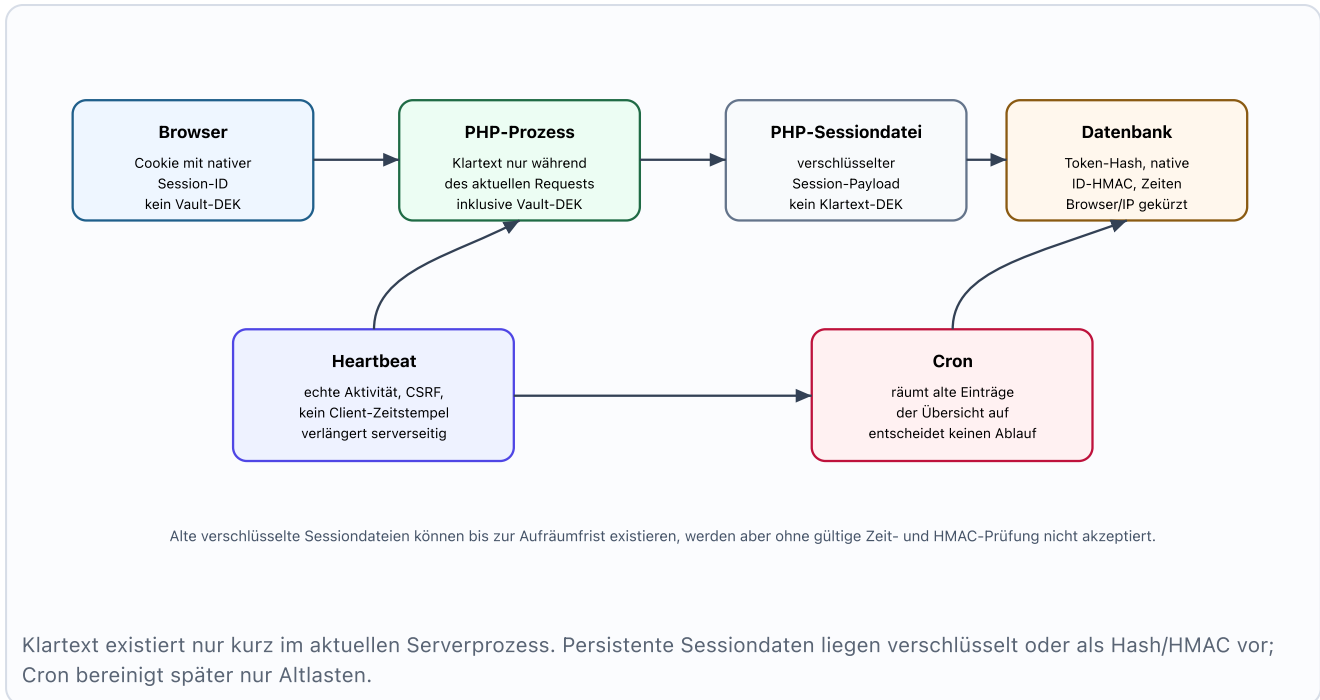 Browser
Cookie mit nativer
Session-ID
kein Vault-DEK
PHP-Prozess
Klartext nur während
des aktuellen Requests
inklusive Vault-DEK
PHP-Sessiondatei
verschlüsselter
Session-Payload
kein Klartext-DEK
Datenbank
Token-Hash, native
ID-HMAC, Zeiten
Browser/IP gekürzt
Heartbeat
echte Aktivität, CSRF,
kein Client-Zeitstempel
verlängert serverseitig
Cron
räumt alte Einträge
der Übersicht auf
entscheidet keinen Ablauf
Alte verschlüsselte Sessiondateien können bis zur Aufräumfrist existieren, werden aber ohne gültige Zeit- und HMAC-Prüfung nicht akzeptiert.
Klartext existiert nur kurz im aktuellen Serverprozess. Persistente Sessiondaten liegen verschlüsselt oder als Hash/HMAC vor;
Cron bereinigt später nur Altlasten.